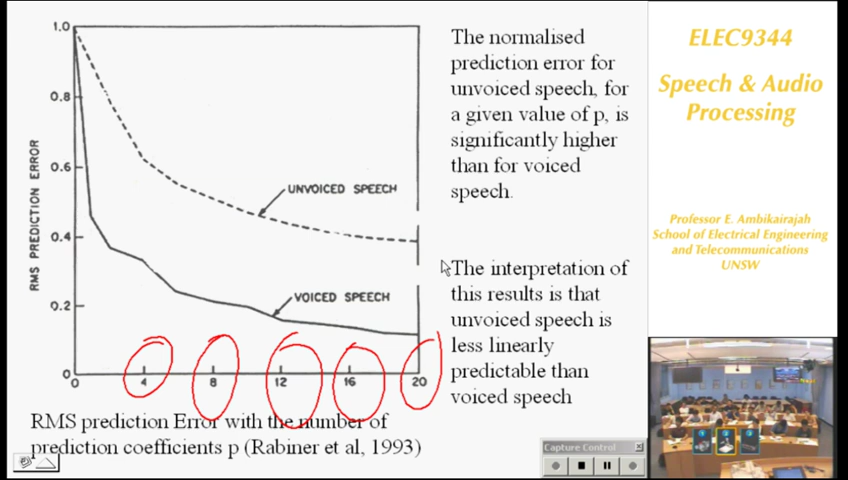 1.0
0.8
0.6
0.4
0.2
0
RMS PREDICTION ERROR
UNVOICED SPEECH
VOICED SPEECH
0 4 8 12 16 20
RMS prediction Error with the number of
prediction coefficients p (Rabiner et al, 1993)
The normalised
prediction error for
unvoiced speech, for
a given value of p, is
significantly higher
than for voiced
speech.
The interpretation of
this results is that
unvoiced speech is
less linearly
predictable than
voiced speech
Capture Control
ELEC9344
Speech & Audio
Processing
Professor E. Ambikairajah
School of Electrical Engineering
and Telecommunications
UNSW